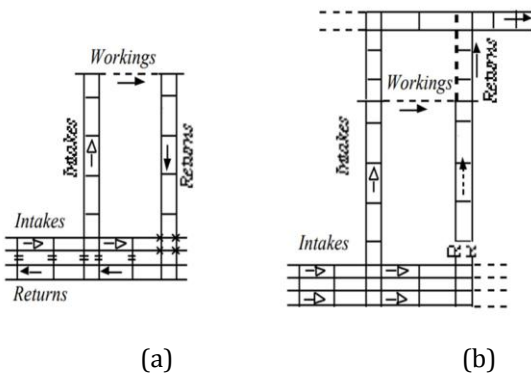 Workings
Intakes
Returns
Intakes
Returns
(a)
Workings
Returns
Intakes
Intakes
(b)